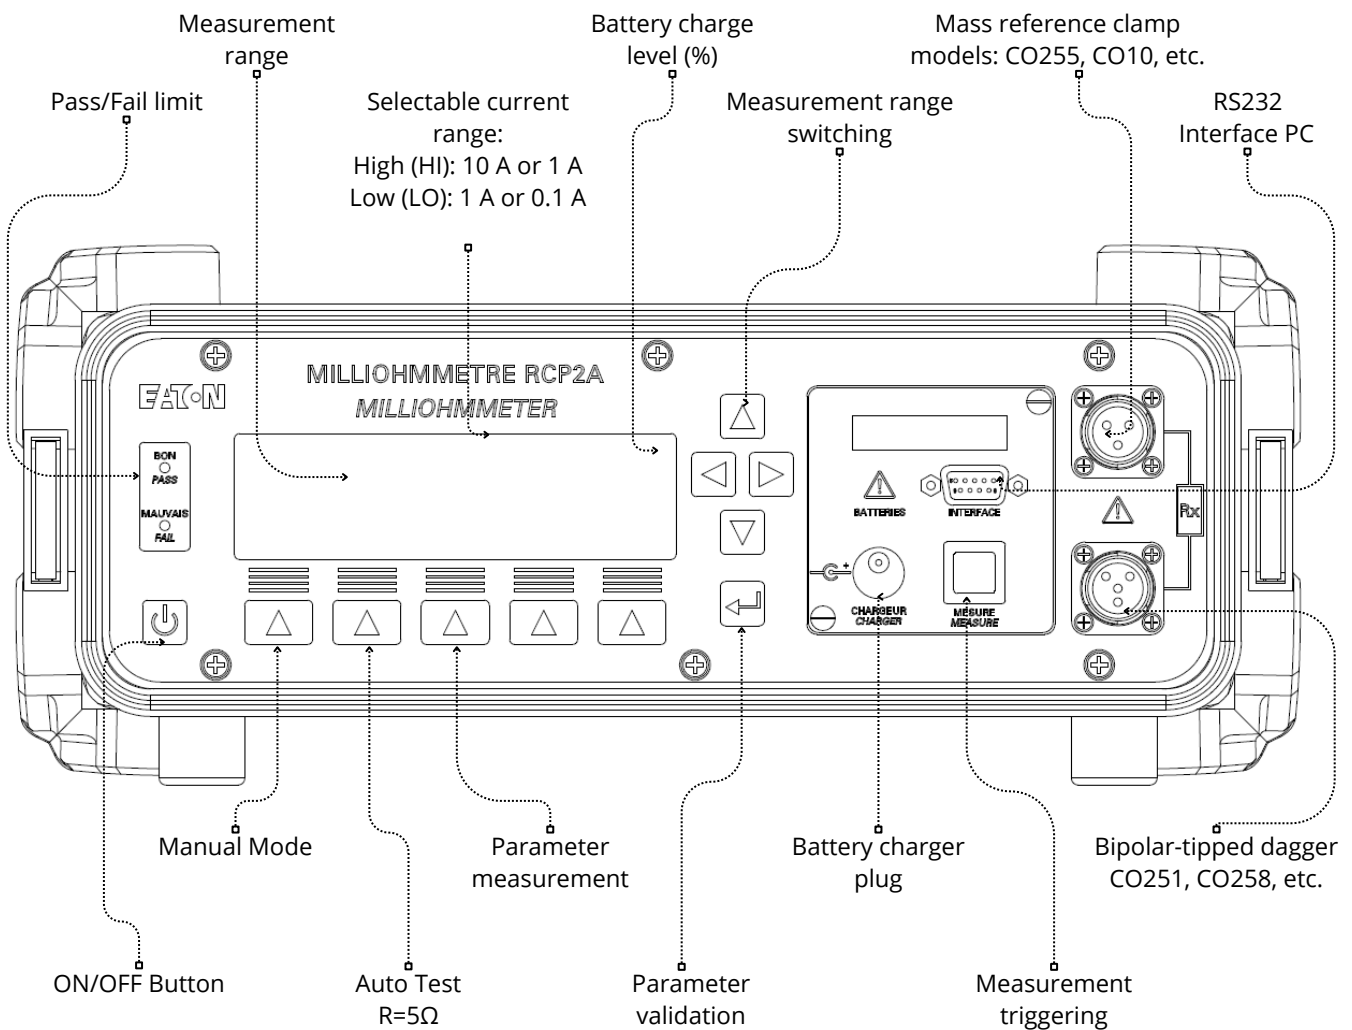 Measurement
range
Battery charge
level (%)
Mass reference clamp
models: CO255, CO10, etc.
Pass/Fail limit
Selectable current
range:
High (HI): 10 A or 1 A
Low (LO): 1 A or 0.1 A
Measurement range
switching
RS232
Interface PC
MILLIOHMMETRE RCP2A
MILLIOHMMETER
EATON
BON
PASS
MAUVAIS
FAIL
BATTERIES
INTERFACE
Rx
+
CHARGEUR
CHARGER
MESURE
MEASURE
Manual Mode
Parameter
measurement
Battery charger
plug
Bipolar-tipped dagger
CO251, CO258, etc.
ON/OFF Button
Auto Test
R=5Ω
Parameter
validation
Measurement
triggering